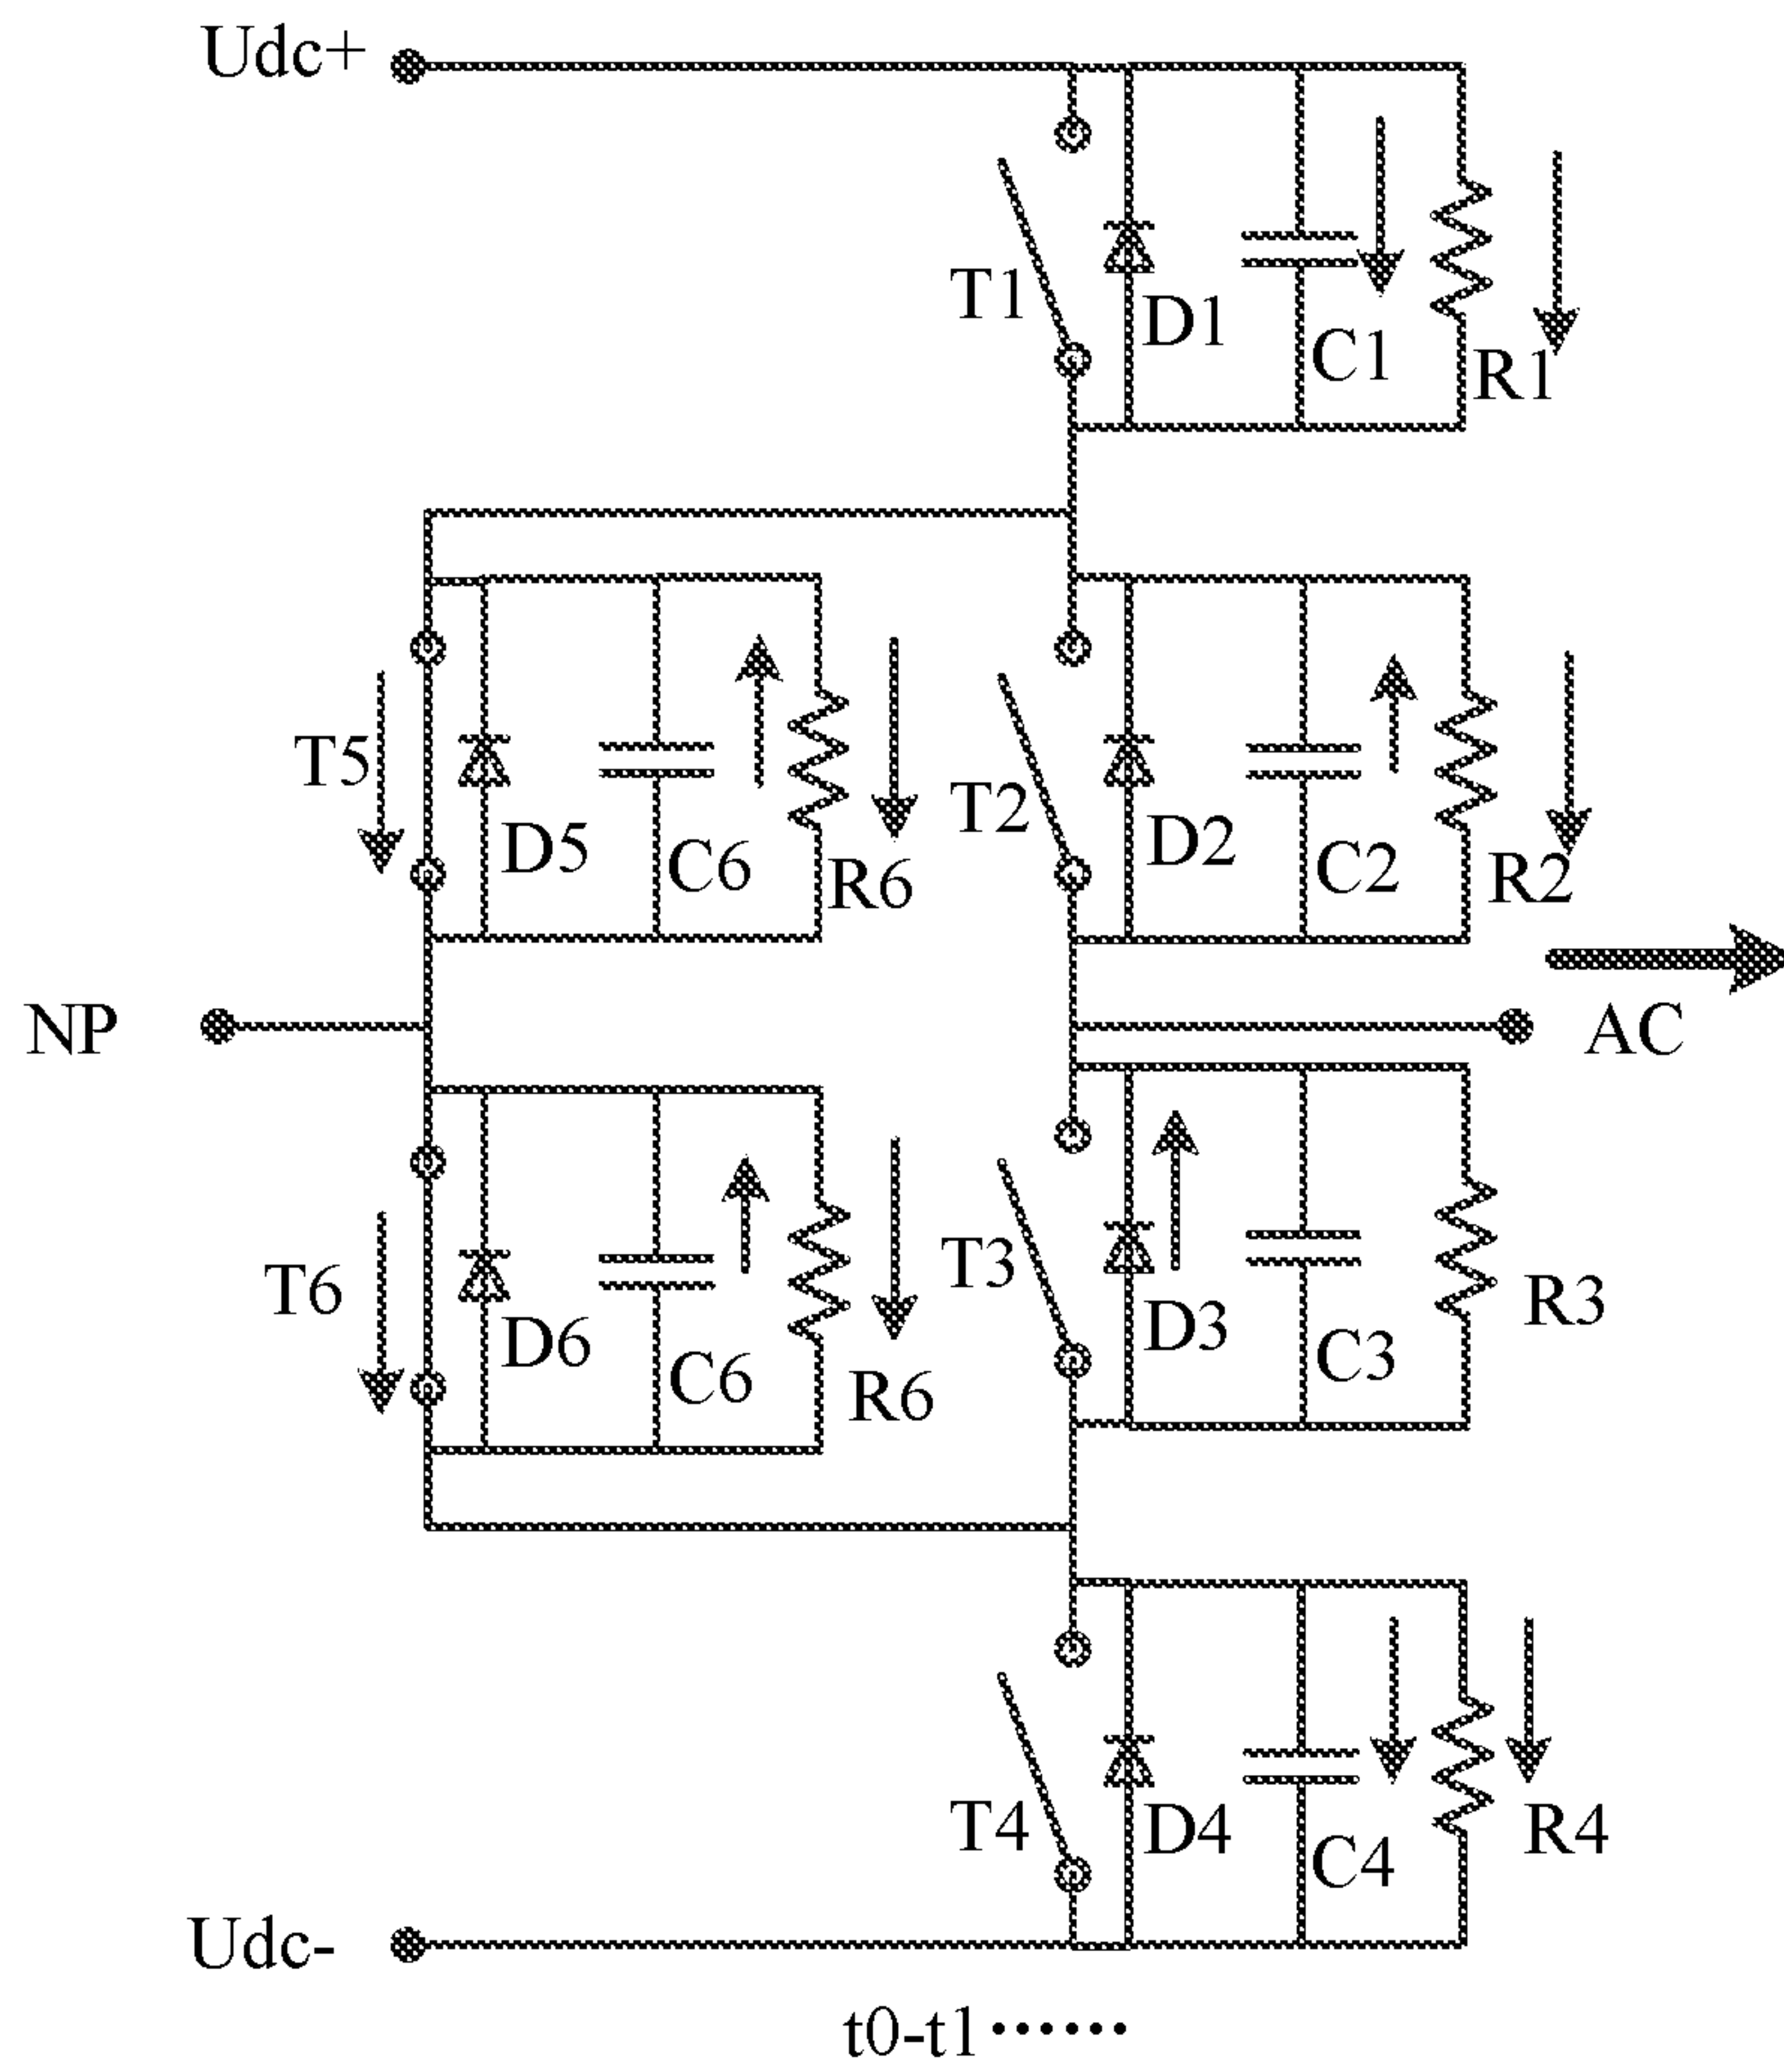 Udc+
T1
D1
C1
R1
T5
D5
C6
R6
T2
D2
C2
R2
NP
AC
T6
D6
C6
R6
T3
D3
C3
R3
T4
D4
C4
R4
Udc-
t0-t1······